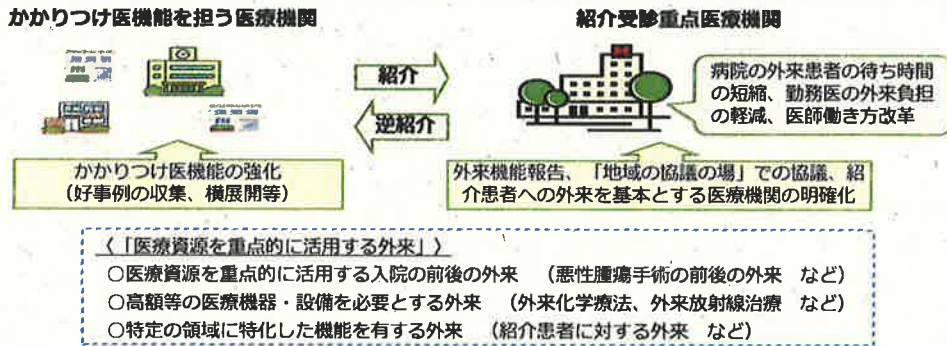 かかりつけ医機能を担う医療機関
紹介受診重点医療機関
紹介
逆紹介
病院の外来患者の待ち時間
の短縮、勤務医の外来負担
の軽減、医師働き方改革
かかりつけ医機能の強化
（好事例の収集、横展開等）
外来機能報告、「地域の協議の場」での協議、紹
介患者への外来を基本とする医療機関の明確化
〈「医療資源を重点的に活用する外来」〉
○医療資源を重点的に活用する入院の前後の外来　（悪性腫瘍手術の前後の外来　など）
○高額等の医療機器・設備を必要とする外来　（外来化学療法、外来放射線治療　など）
○特定の領域に特化した機能を有する外来　（紹介患者に対する外来　など）